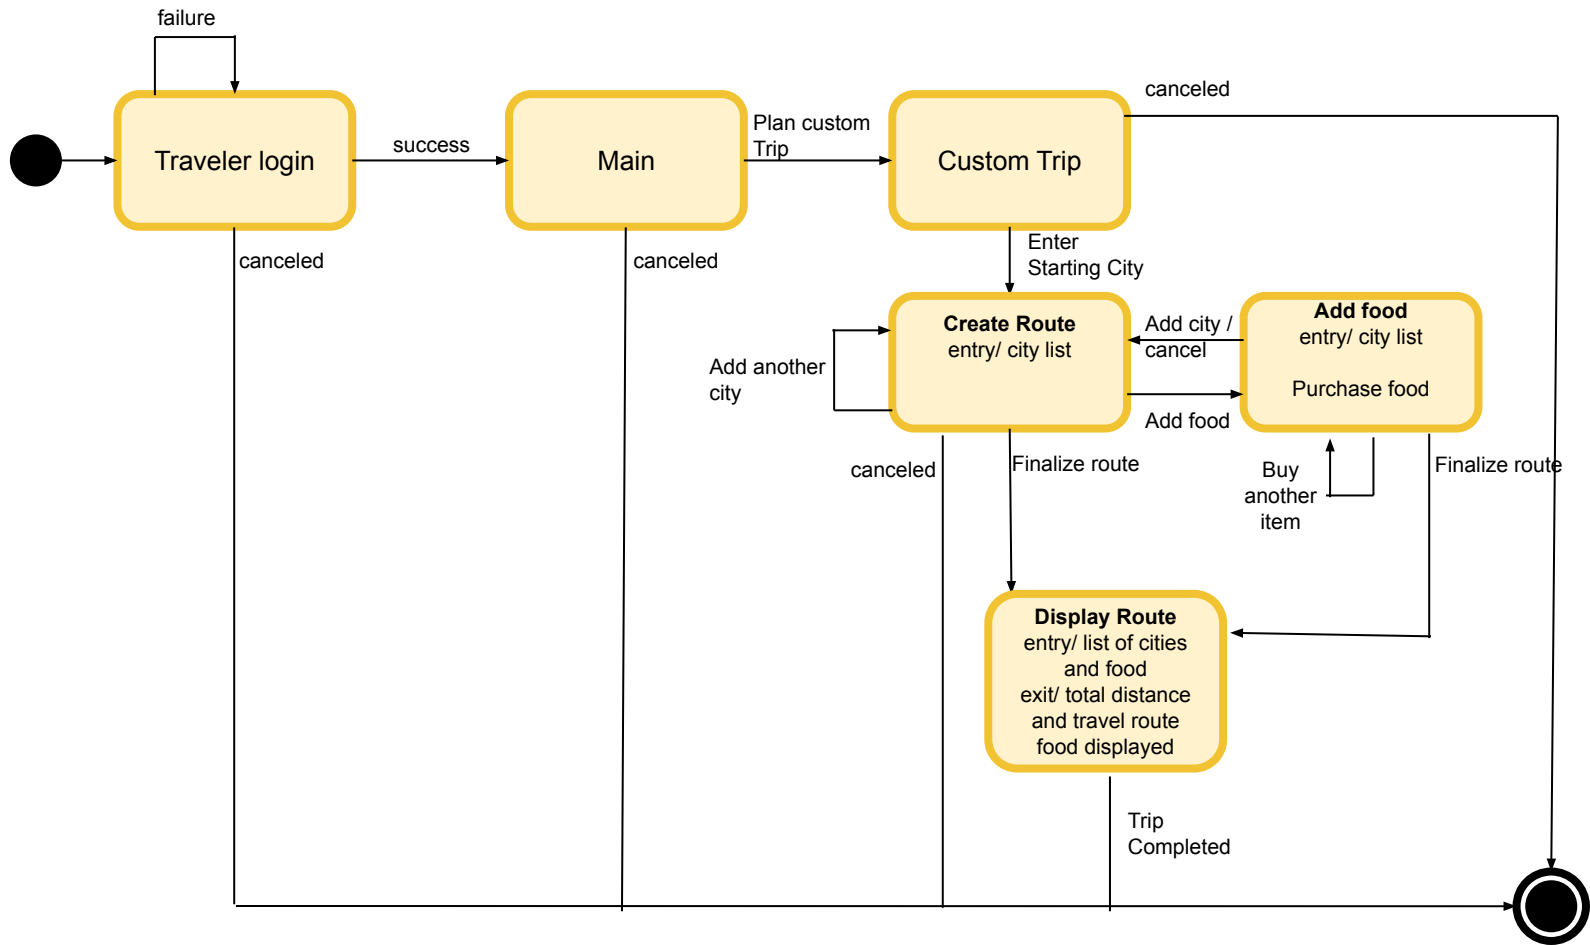 failure
Traveler login
success
Main
Plan custom
Trip
Custom Trip
canceled
canceled
canceled
Enter
Starting City
Create Route
entry/ city list
Add city /
cancel
Add food
entry/ city list
Purchase food
Add another
city
Add food
canceled
Finalize route
Buy
another
item
Finalize route
Display Route
entry/ list of cities
and food
exit/ total distance
and travel route
food displayed
Trip
Completed